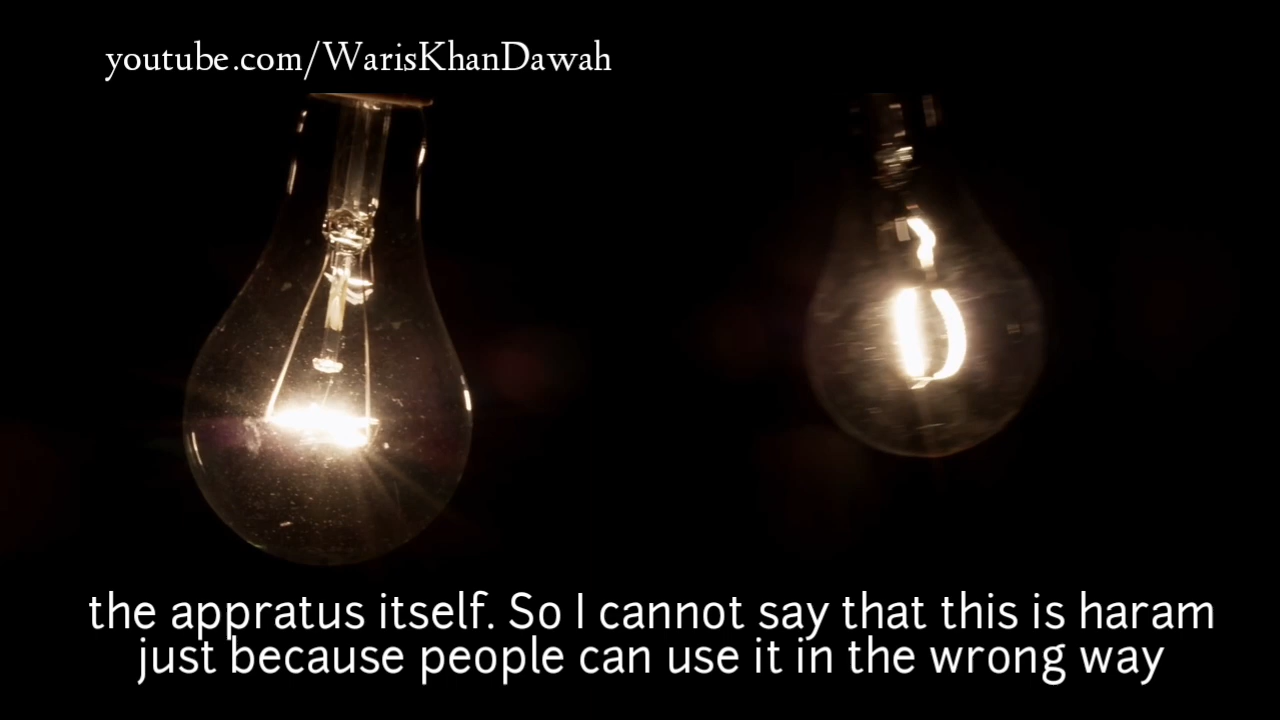 youtube.com/WarisKhanDawah
the appratus itself. So I cannot say that this is haram
just because people can use it in the wrong way